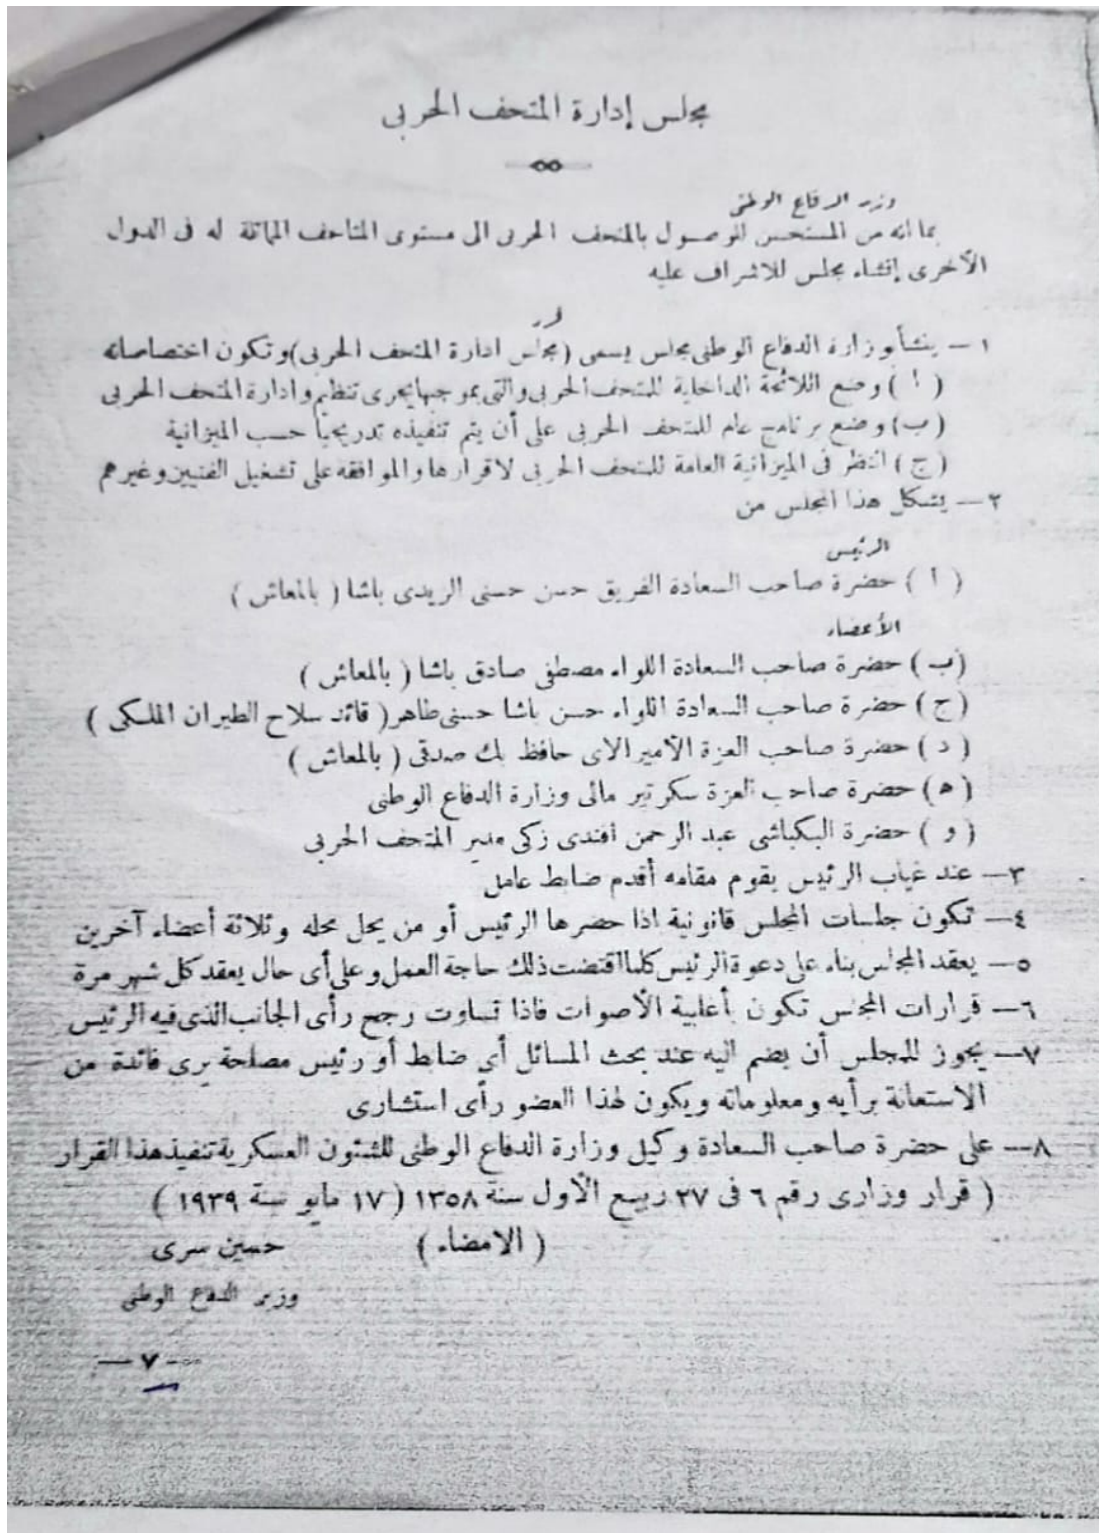 مجلس إدارة المتحف الحربى
وزير الدفاع الوطنى
بما انه من المستحسن للوصول بالمتحف الحربى الى مستوى المتاحف المماثلة له فى الدول
الأخرى إنشاء مجلس للاشراف عليه
قرر
١ — ينشأ بوزارة الدفاع الوطنى مجلس يسمى (مجلس ادارة المتحف الحربى) وتكون اختصاصاته
( ا ) وضع اللائحة الداخلية للمتحف الحربى والتى بموجبها يجرى تنظيم وادارة المتحف الحربى
(ب) وضع برنامج عام للمتحف الحربى على أن يتم تنفيذه تدريجياً حسب الميزانية
(ج) النظر فى الميزانية العامة للمتحف الحربى لاقرارها والموافقه على تشغيل الفنيين وغيرهم
٢ — يتشكل هذا المجلس من
الرئيس
( ا ) حضرة صاحب السعادة الفريق حسن حسنى الزيدى باشا ( بالمعاش )
الأعضاء
(ب) حضرة صاحب السعادة اللواء مصطفى صادق باشا ( بالمعاش )
(ج) حضرة صاحب السعادة اللواء حسن باشا حسنى طاهر ( قائد سلاح الطيران الملكى )
( د ) حضرة صاحب العزة الأميرالاى حافظ بك صدقى ( بالمعاش )
(ه) حضرة صاحب العزة سكرتير مالى وزارة الدفاع الوطنى
( و ) حضرة البكباشى عبد الرحمن افندى زكى مدير المتحف الحربى
٣ — عند غياب الرئيس يقوم مقامه أقدم ضابط عامل
٤ — تكون جلسات المجلس قانونية اذا حضرها الرئيس أو من يحل محله وثلاثة أعضاء آخرين
٥ — يعقد المجلس بناء على دعوة الرئيس كلما اقتضت ذلك حاجة العمل وعلى أى حال يعقد كل شهر مرة
٦ — قرارات المجلس تكون بأغلبية الأصوات فاذا تساوت رجح رأى الجانب الذى فيه الرئيس
٧ — يجوز للمجلس أن يضم اليه عند بحث المسائل أى ضابط أو رئيس مصلحة يرى فائدة من
الاستعانة برأيه ومعلوماته ويكون لهذا العضو رأى استشارى
٨ — على حضرة صاحب السعادة وكيل وزارة الدفاع الوطنى للشئون العسكرية تنفيذ هذا القرار
( قرار وزارى رقم ٦ فى ٢٧ ربيع الأول سنة ١٣٥٨ ( ١٧ مايو سنة ١٩٣٩ )
( الامضاء ) حسين سرى
وزير الدفاع الوطنى
— ٧ —